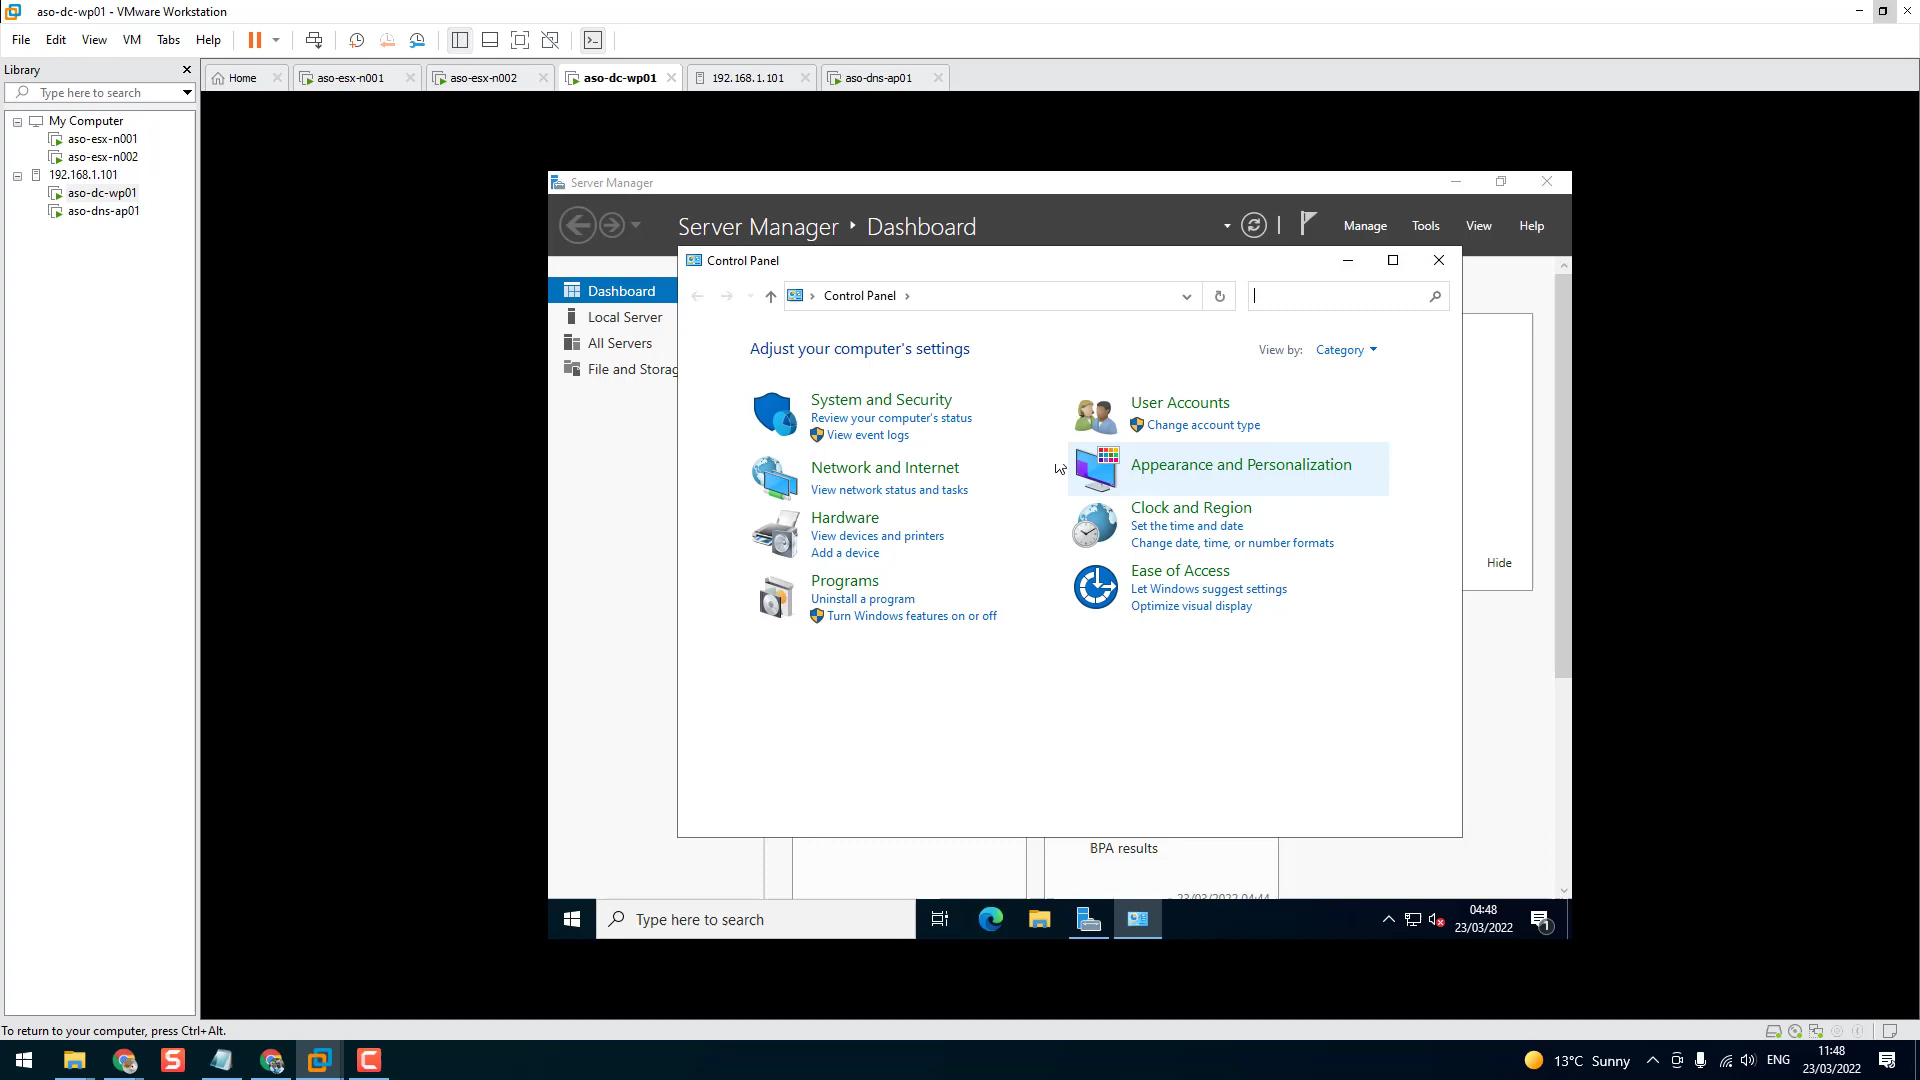 aso-dc-wp01 - VMware Workstation
File Edit View VM Tabs Help
Library
Home aso-esx-n001 aso-esx-n002 aso-dc-wp01 192.168.1.101 aso-dns-ap01
Type here to search
My Computer
aso-esx-n001
aso-esx-n002
192.168.1.101
aso-dc-wp01
aso-dns-ap01
Server Manager
Server Manager Dashboard
Manage Tools View Help
Dashboard
Local Server
All Servers
File and Storag
Control Panel
Control Panel
Adjust your computer's settings
View by: Category
System and Security
Review your computer's status
View event logs
Network and Internet
View network status and tasks
Hardware
View devices and printers
Add a device
Programs
Uninstall a program
Turn Windows features on or off
User Accounts
Change account type
Appearance and Personalization
Clock and Region
Set the time and date
Change date, time, or number formats
Ease of Access
Let Windows suggest settings
Optimize visual display
Hide
BPA results
23/03/2022 04:44
Type here to search
04:48
23/03/2022
1
To return to your computer, press Ctrl+Alt.
13°C Sunny
ENG
11:48
23/03/2022